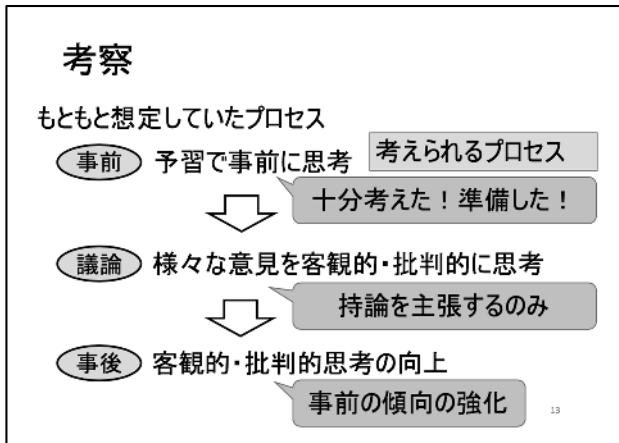 考察
もともと想定していたプロセス
事前 予習で事前に思考
考えられるプロセス
十分考えた！準備した！
議論 様々な意見を客観的・批判的に思考
持論を主張するのみ
事後 客観的・批判的思考の向上
事前の傾向の強化
13